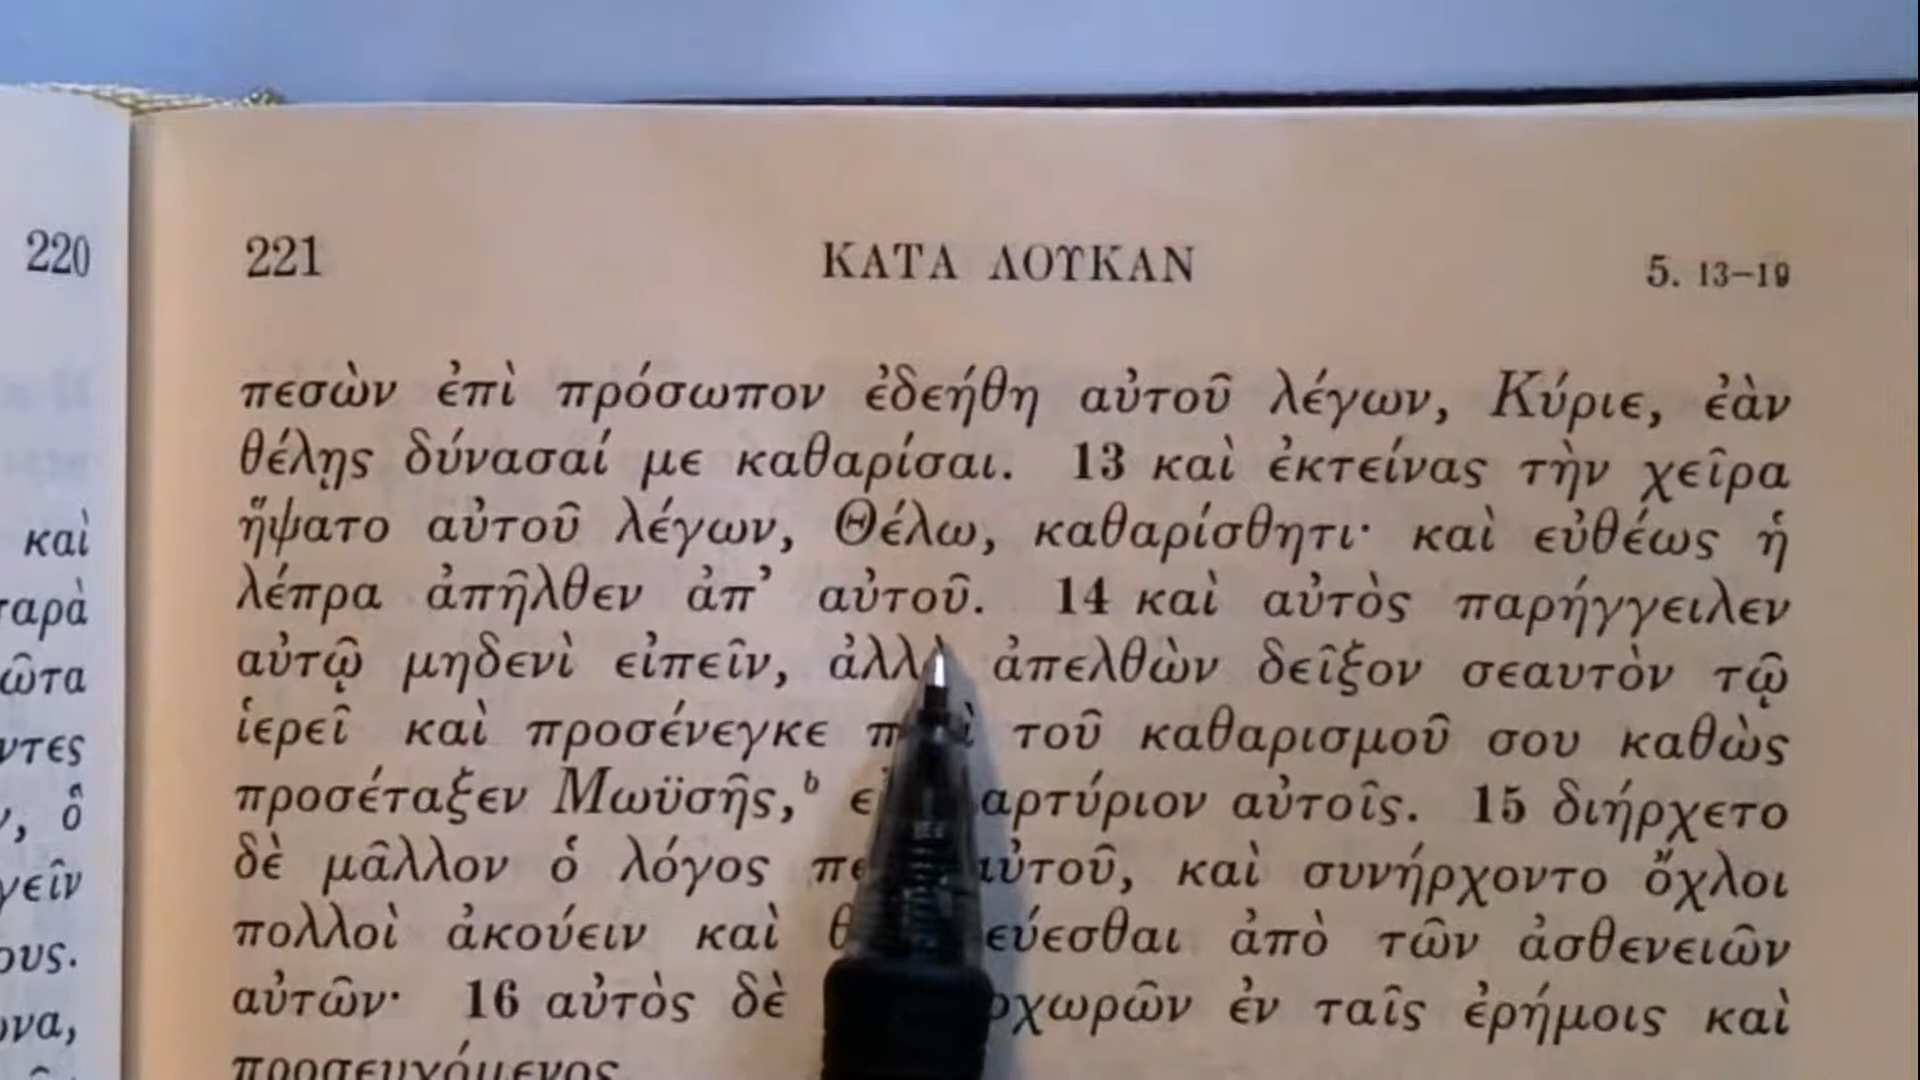 220
καὶ
ῶτα
γεῖν
221 ΚΑΤΑ ΛΟΥΚΑΝ 5. 13–19
πεσὼν ἐπὶ πρόσωπον ἐδεήθη αὐτοῦ λέγων, Κύριε, ἐὰν
θέλῃς δύνασαί με καθαρίσαι. 13 καὶ ἐκτείνας τὴν χεῖρα
ἥψατο αὐτοῦ λέγων, Θέλω, καθαρίσθητι· καὶ εὐθέως ἡ
λέπρα ἀπῆλθεν ἀπ’ αὐτοῦ. 14 καὶ αὐτὸς παρήγγειλεν
αὐτῷ μηδενὶ εἰπεῖν, ἀλλὰ ἀπελθὼν δεῖξον σεαυτὸν τῷ
ἱερεῖ καὶ προσένεγκε τοῦ καθαρισμοῦ σου καθὼς
προσέταξεν Μωϋσῆς,ᵇ αρτύριον αὐτοῖς. 15 διήρχετο
δὲ μᾶλλον ὁ λόγος αὐτοῦ, καὶ συνήρχοντο ὄχλοι
πολλοὶ ἀκούειν καὶ εύεσθαι ἀπὸ τῶν ἀσθενειῶν
αὐτῶν· 16 αὐτὸς δὲ χωρῶν ἐν ταῖς ἐρήμοις καὶ
προσευχόμενος.